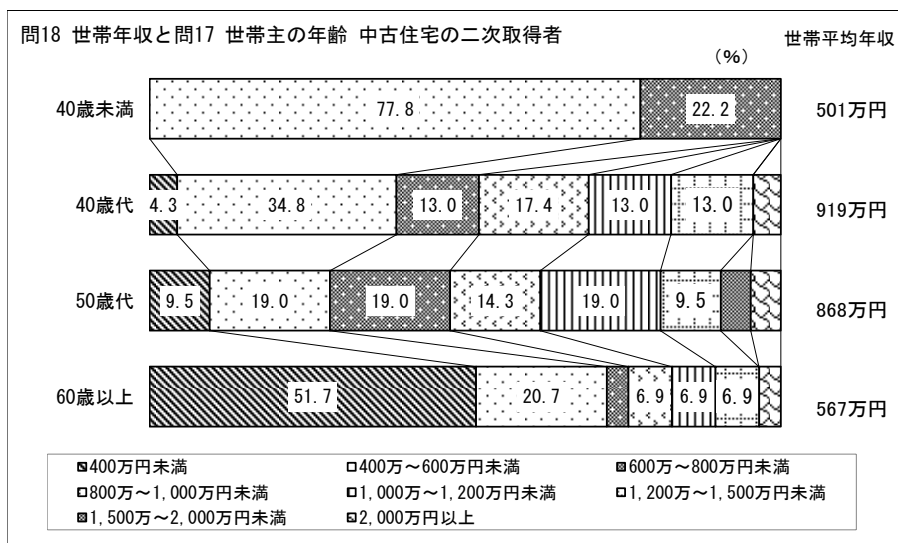 問18 世帯年収と問17 世帯主の年齢 中古住宅の二次取得者
世帯平均年収
(%)
40歳未満 77.8 22.2 501万円
40歳代 4.3 34.8 13.0 17.4 13.0 13.0 919万円
50歳代 9.5 19.0 19.0 14.3 19.0 9.5 868万円
60歳以上 51.7 20.7 6.9 6.9 6.9 567万円
400万円未満 400万～600万円未満 600万～800万円未満
800万～1,000万円未満 1,000万～1,200万円未満 1,200万～1,500万円未満
1,500万～2,000万円未満 2,000万円以上